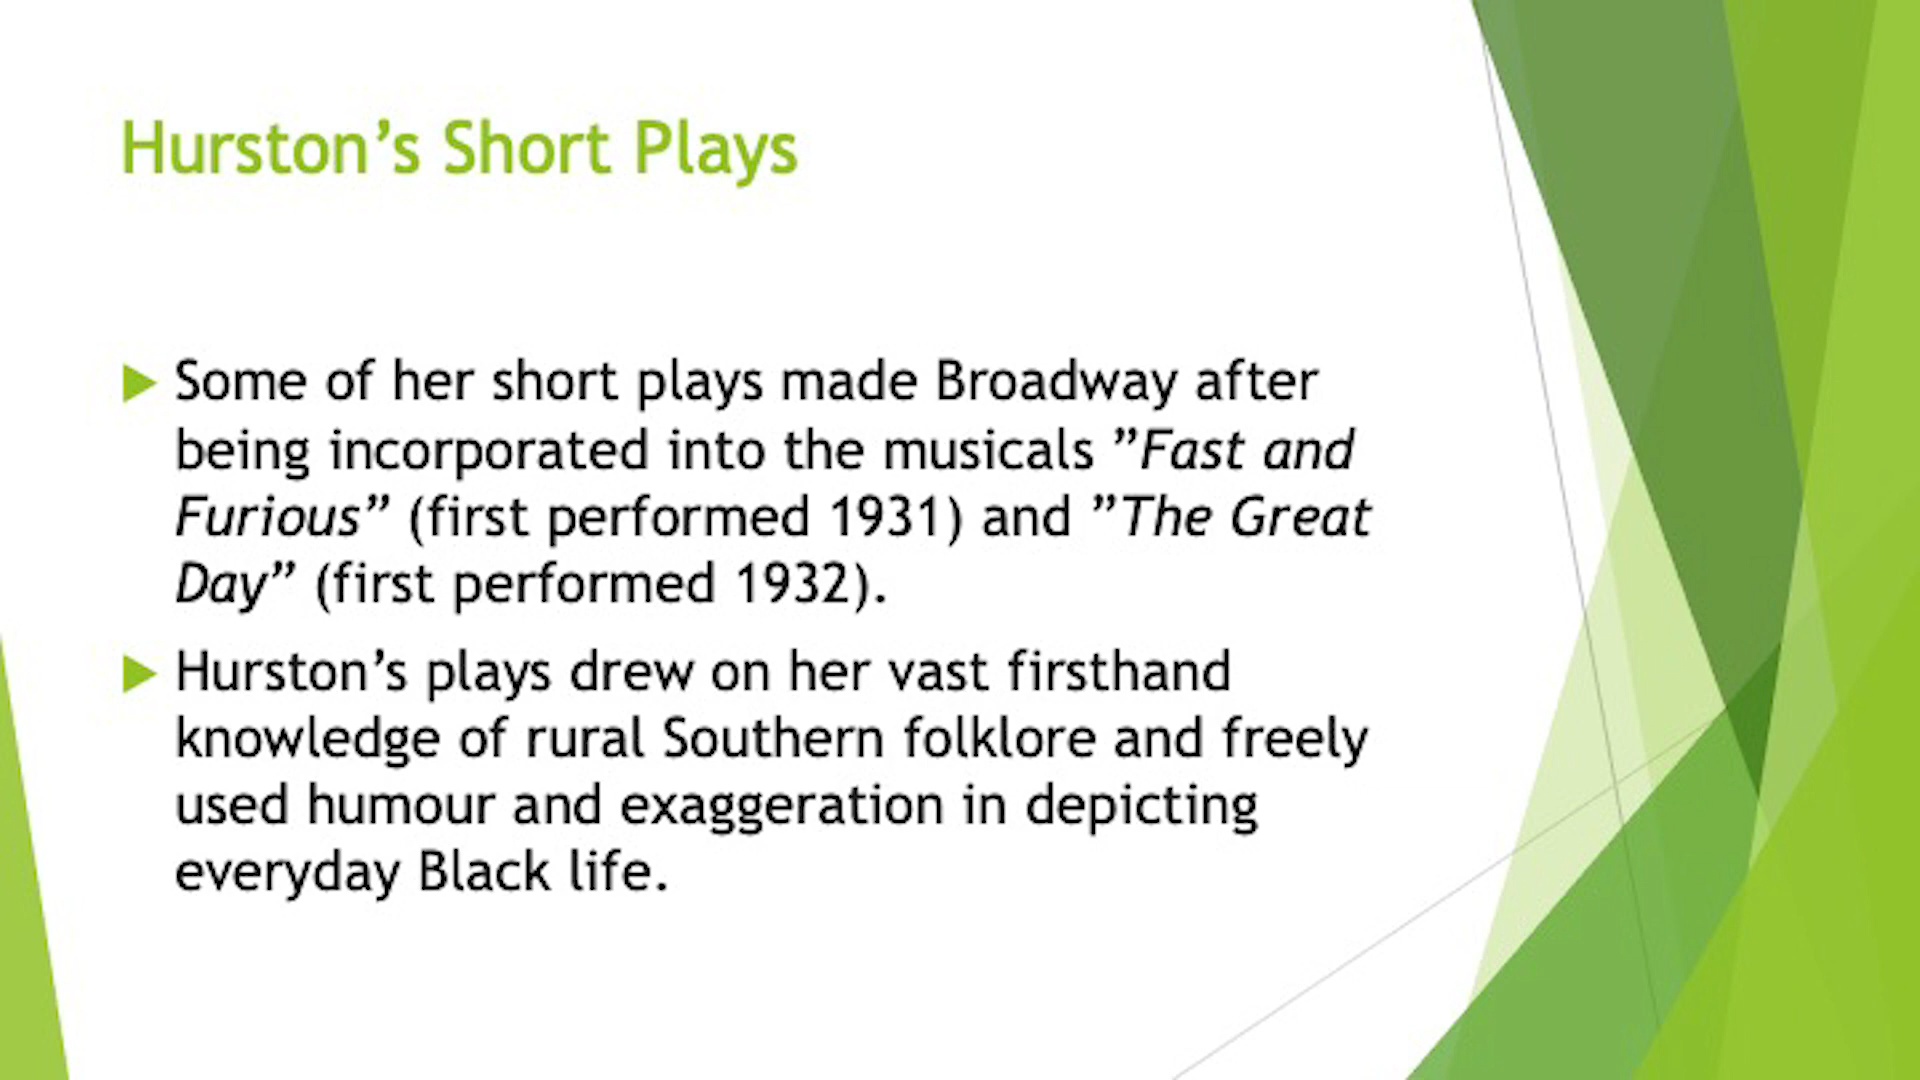 Hurston’s Short Plays
Some of her short plays made Broadway after
being incorporated into the musicals ”Fast and
Furious” (first performed 1931) and ”The Great
Day” (first performed 1932).
Hurston’s plays drew on her vast firsthand
knowledge of rural Southern folklore and freely
used humour and exaggeration in depicting
everyday Black life.